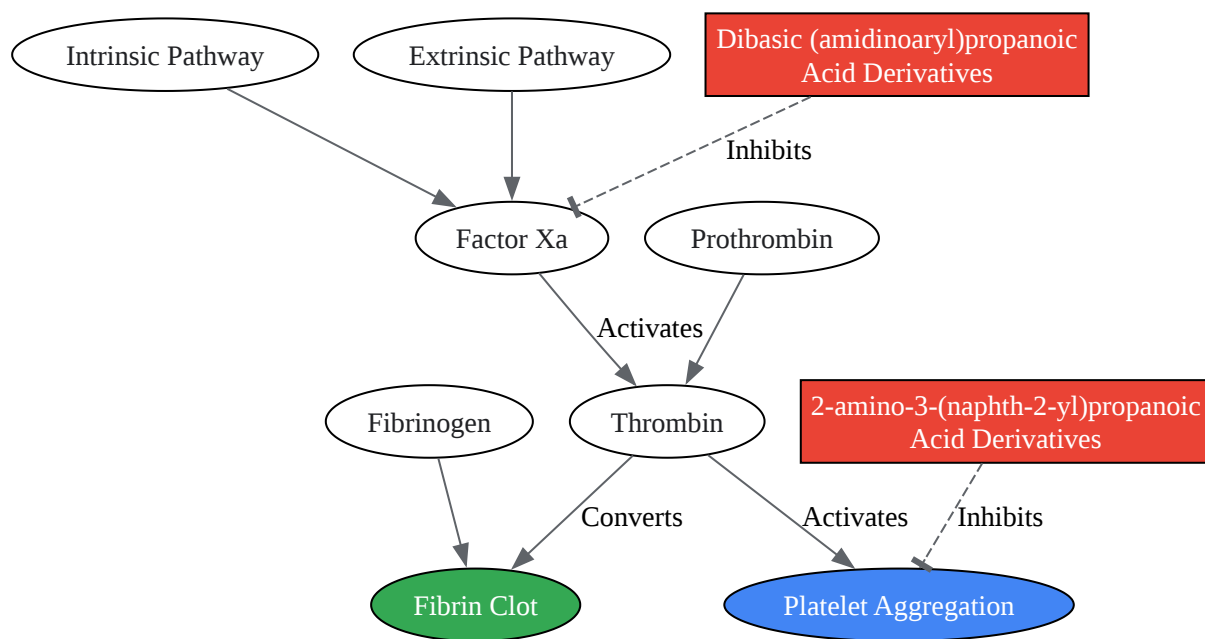 Intrinsic Pathway
Extrinsic Pathway
Dibasic (amidinoaryl)propanoic
Acid Derivatives
Inhibits
Factor Xa
Prothrombin
Activates
Fibrinogen
Thrombin
2-amino-3-(naphth-2-yl)propanoic
Acid Derivatives
Converts
Activates
Inhibits
Fibrin Clot
Platelet Aggregation